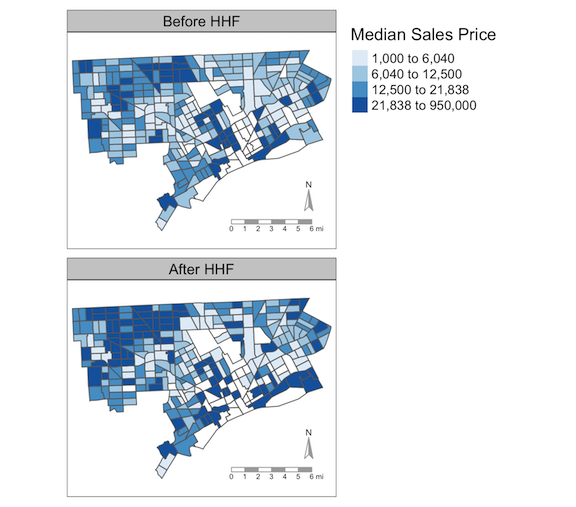 Before HHF
Median Sales Price
1,000 to 6,040
6,040 to 12,500
12,500 to 21,838
21,838 to 950,000
N
0 1 2 3 4 5 6 mi
After HHF
N
0 1 2 3 4 5 6 mi